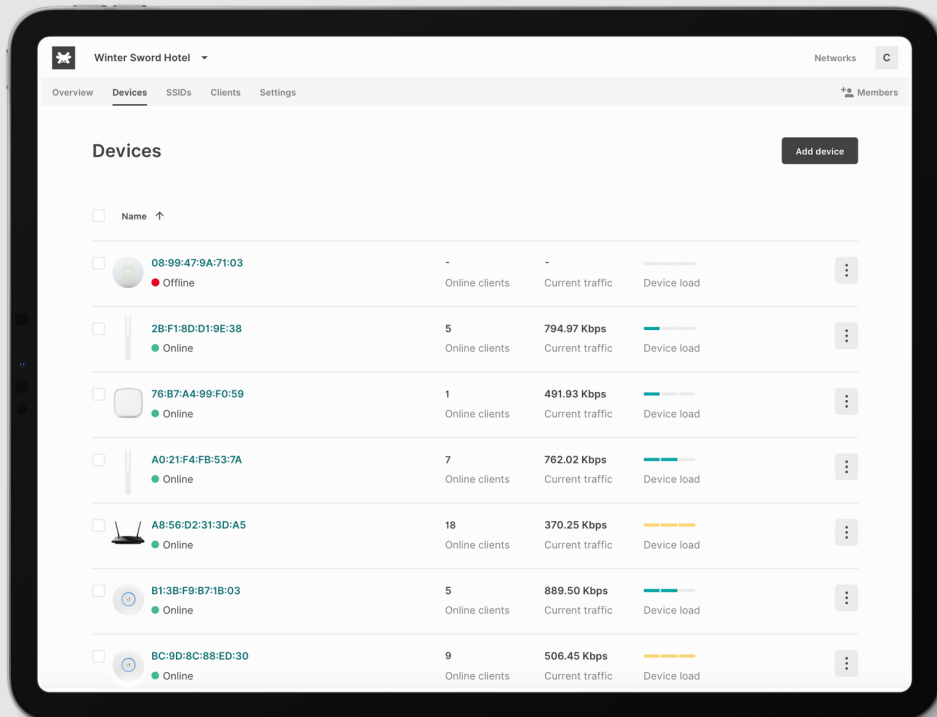 Winter Sword Hotel
Networks
C
Overview Devices SSIDs Clients Settings
Members
Devices
Add device
Name
08:99:47:9A:71:03 - -
Offline Online clients Current traffic Device load
2B:F1:8D:D1:9E:38 5 794.97 Kbps
Online Online clients Current traffic Device load
76:B7:A4:99:F0:59 1 491.93 Kbps
Online Online clients Current traffic Device load
A0:21:F4:FB:53:7A 7 762.02 Kbps
Online Online clients Current traffic Device load
A8:56:D2:31:3D:A5 18 370.25 Kbps
Online Online clients Current traffic Device load
B1:3B:F9:B7:1B:03 5 889.50 Kbps
Online Online clients Current traffic Device load
BC:9D:8C:88:ED:30 9 506.45 Kbps
Online Online clients Current traffic Device load